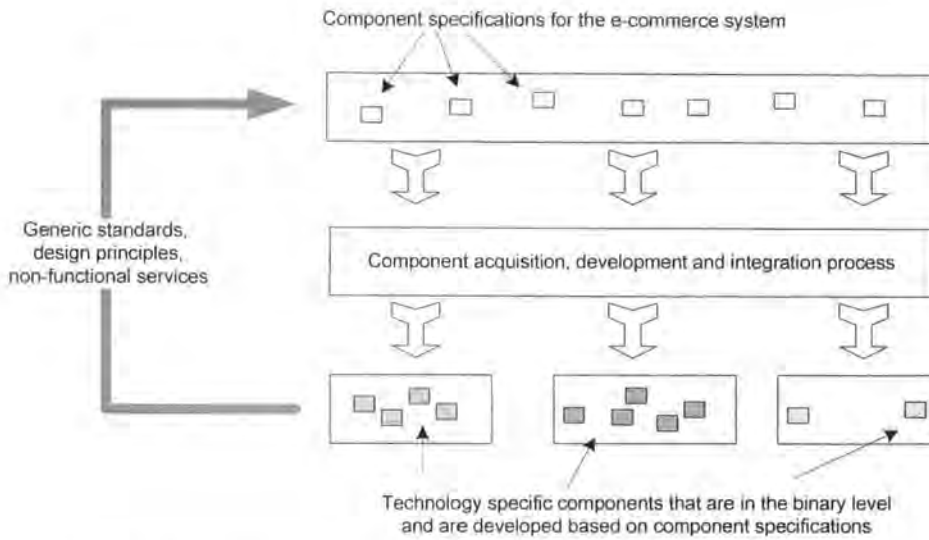 Component specifications for the e-commerce system
Generic standards,
design principles,
non-functional services
Component acquisition, development and integration process
Technology specific components that are in the binary level
and are developed based on component specifications